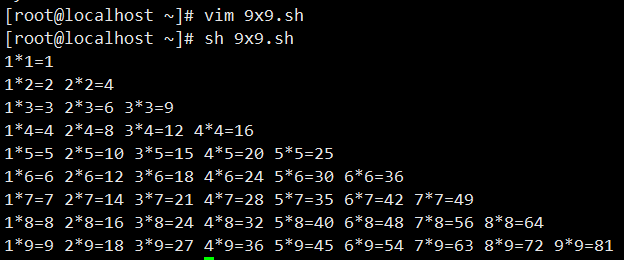 [root@localhost ~]# vim 9x9.sh
[root@localhost ~]# sh 9x9.sh
1*1=1
1*2=2 2*2=4
1*3=3 2*3=6 3*3=9
1*4=4 2*4=8 3*4=12 4*4=16
1*5=5 2*5=10 3*5=15 4*5=20 5*5=25
1*6=6 2*6=12 3*6=18 4*6=24 5*6=30 6*6=36
1*7=7 2*7=14 3*7=21 4*7=28 5*7=35 6*7=42 7*7=49
1*8=8 2*8=16 3*8=24 4*8=32 5*8=40 6*8=48 7*8=56 8*8=64
1*9=9 2*9=18 3*9=27 4*9=36 5*9=45 6*9=54 7*9=63 8*9=72 9*9=81